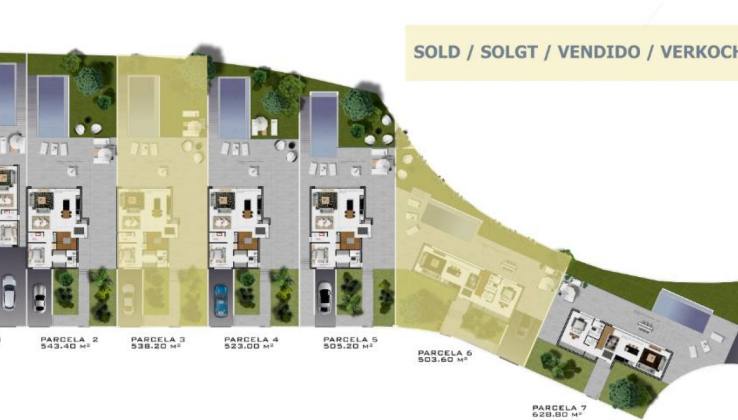 SOLD / SOLGT / VENDIDO / VERKOCH
PARCELA 2
543.40 M²
PARCELA 3
538.20 M²
PARCELA 4
523.00 M²
PARCELA 5
505.20 M²
PARCELA 6
503.60 M²
PARCELA 7
628.80 M²